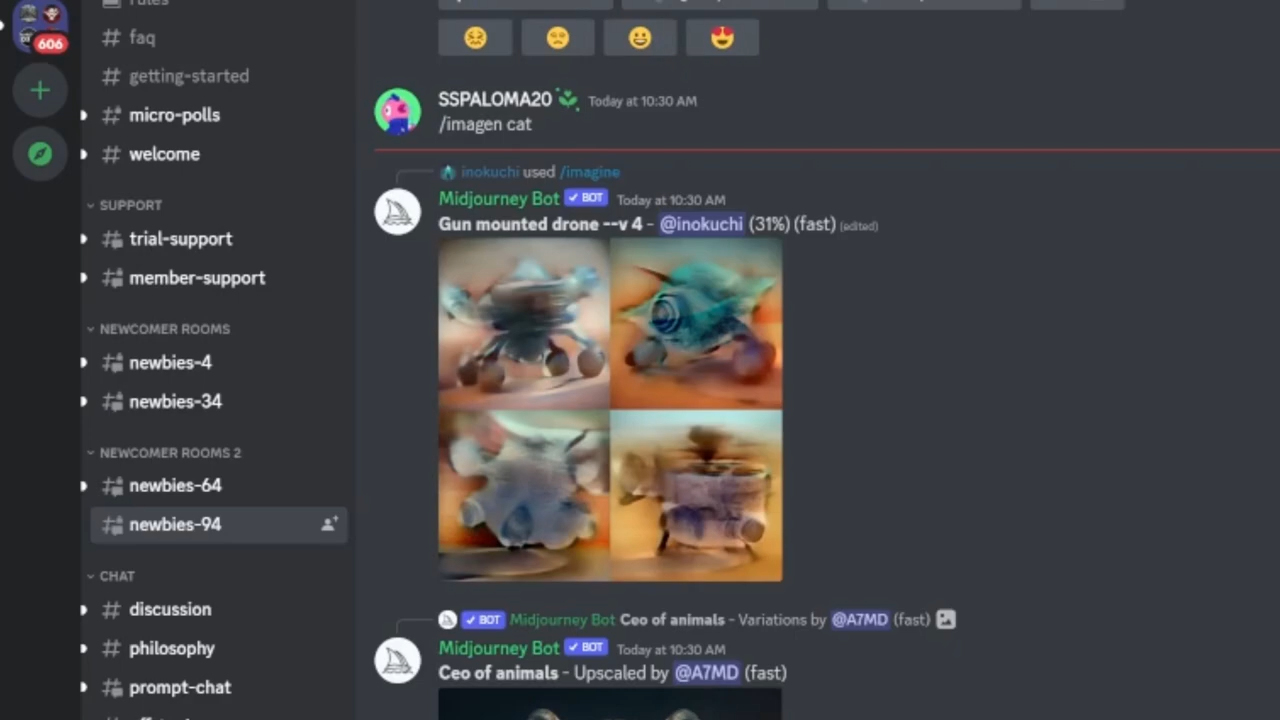 rules
606
faq
getting-started
micro-polls
welcome
SUPPORT
trial-support
member-support
NEWCOMER ROOMS
newbies-4
newbies-34
NEWCOMER ROOMS 2
newbies-64
newbies-94
CHAT
discussion
philosophy
prompt-chat
SSPALOMA20 Today at 10:30 AM
/imagen cat
inokuchi used /imagine
Midjourney Bot ✓ BOT Today at 10:30 AM
Gun mounted drone --v 4 - @inokuchi (31%) (fast) (edited)
✓ BOT Midjourney Bot Ceo of animals - Variations by @A7MD (fast)
Midjourney Bot ✓ BOT Today at 10:30 AM
Ceo of animals - Upscaled by @A7MD (fast)